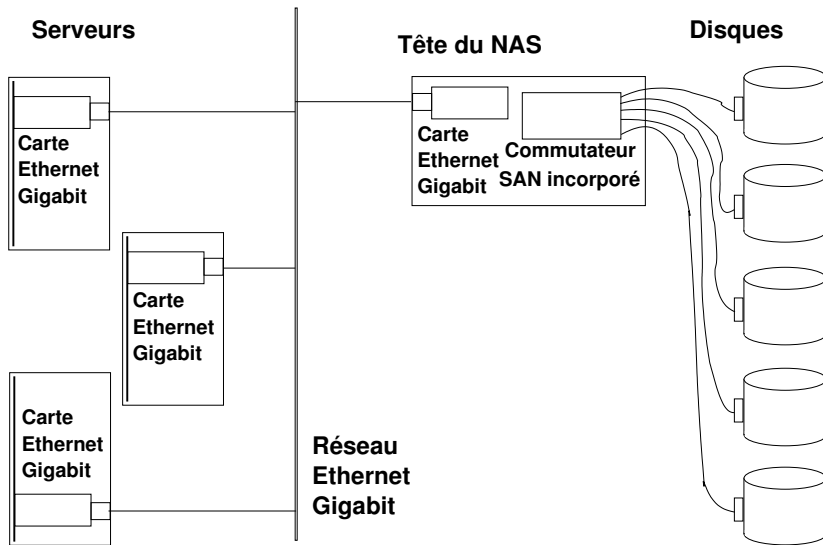 Serveurs
Tête du NAS
Disques
Carte
Ethernet
Gigabit
Carte
Ethernet
Gigabit
Commutateur
SAN incorporé
Carte
Ethernet
Gigabit
Carte
Ethernet
Gigabit
Réseau
Ethernet
Gigabit